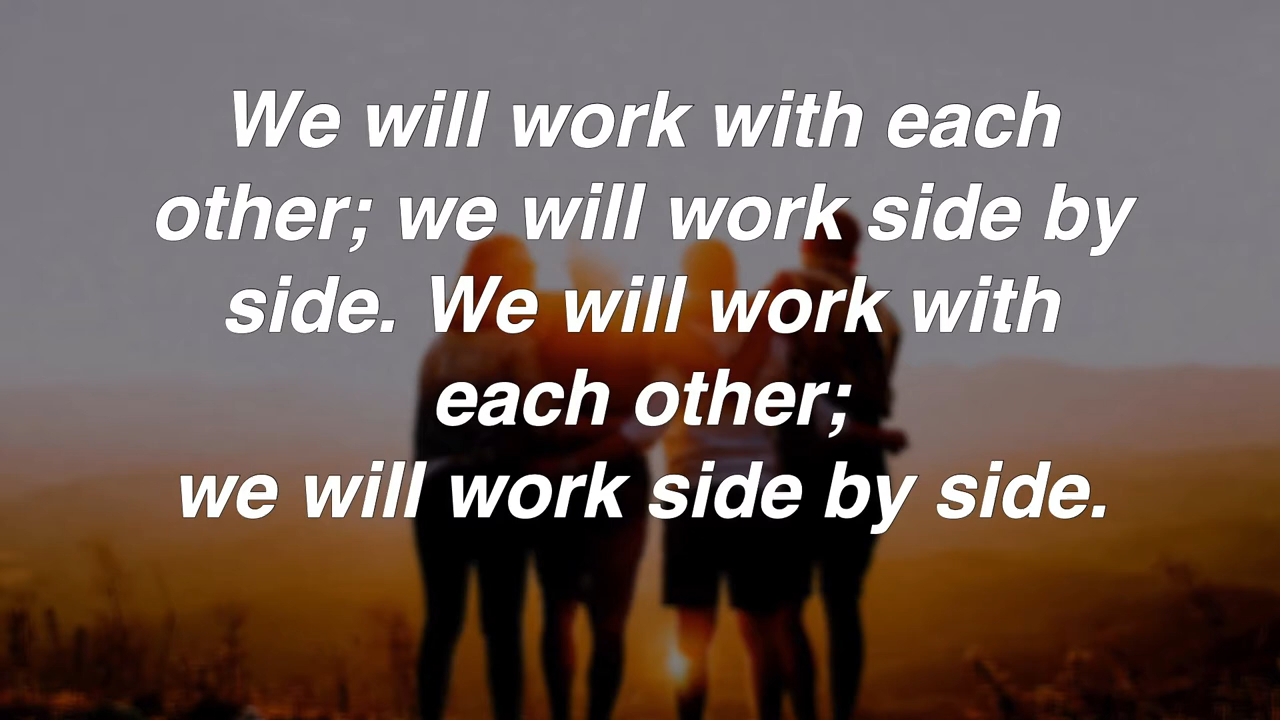 We will work with each
other; we will work side by
side. We will work with
each other;
we will work side by side.